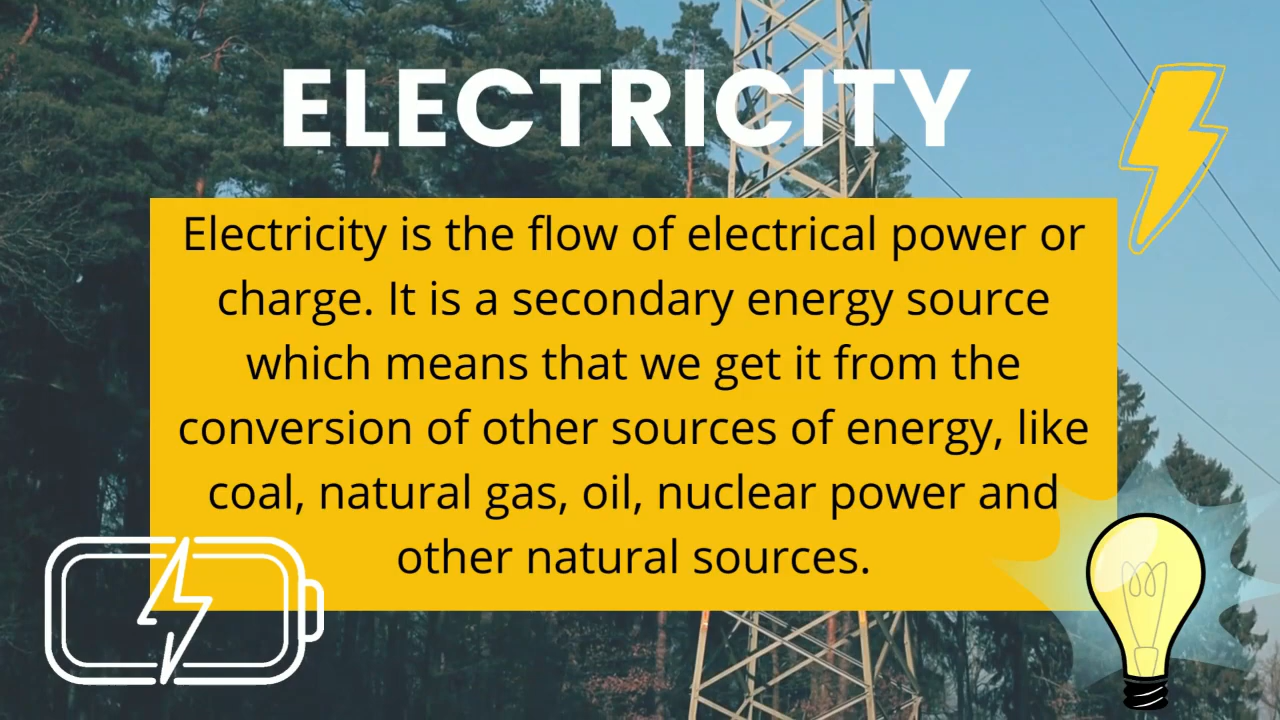 ELECTRICITY
Electricity is the flow of electrical power or
charge. It is a secondary energy source
which means that we get it from the
conversion of other sources of energy, like
coal, natural gas, oil, nuclear power and
other natural sources.